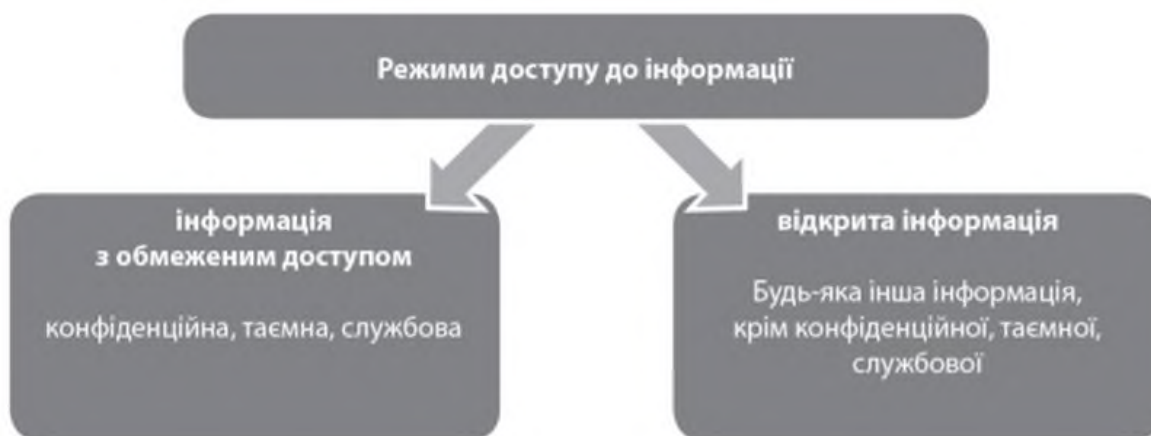 Режими доступу до інформації
інформація
з обмеженим доступом
конфіденційна, таємна, службова
відкрита інформація
Будь-яка інша інформація,
крім конфіденційної, таємної,
службової